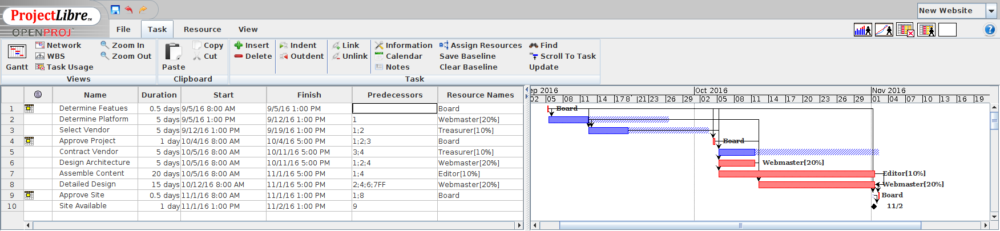 ProjectLibre™
OPENPROJ
New Website
File Task Resource View
Network Zoom In Copy Insert Indent Link Information Assign Resources Find
WBS Zoom Out Cut Delete Outdent Unlink Calendar Save Baseline Scroll To Task
Gantt Task Usage Paste Notes Clear Baseline Update
Views Clipboard Task
Name Duration Start Finish Predecessors Resource Names
1 Determine Featues 0.5 days 9/5/16 8:00 AM 9/5/16 1:00 PM Board
2 Determine Platform 5 days 9/5/16 1:00 PM 9/12/16 1:00 PM 1 Webmaster[20%]
3 Select Vendor 5 days 9/12/16 1:00 PM 9/19/16 1:00 PM 1;2 Treasurer[10%]
4 Approve Project 1 day 10/4/16 8:00 AM 10/4/16 5:00 PM 1;2;3 Board
5 Contract Vendor 5 days 10/5/16 8:00 AM 10/11/16 5:00 PM 3;4 Treasurer[10%]
6 Design Architecture 5 days 10/5/16 8:00 AM 10/11/16 5:00 PM 1;2;4 Webmaster[20%]
7 Assemble Content 20 days 10/5/16 8:00 AM 11/1/16 5:00 PM 1;4 Editor[10%]
8 Detailed Design 15 days 10/12/16 8:00 AM 11/1/16 5:00 PM 2;4;6;7FF Webmaster[20%]
9 Approve Site 0.5 days 11/1/16 8:00 AM 11/1/16 1:00 PM 1;8 Board
10 Site Available 1 day 11/1/16 1:00 PM 11/2/16 1:00 PM 9
ep 2016 Oct 2016 Nov 2016
02 05 08 11 14 17 21 23 26 29 02 05 08 11 14 17 20 23 26 29 01 04 07 10 13 16 19
Board
Board
Webmaster[20%]
Editor[10%]
Webmaster[20%]
Board
11/2